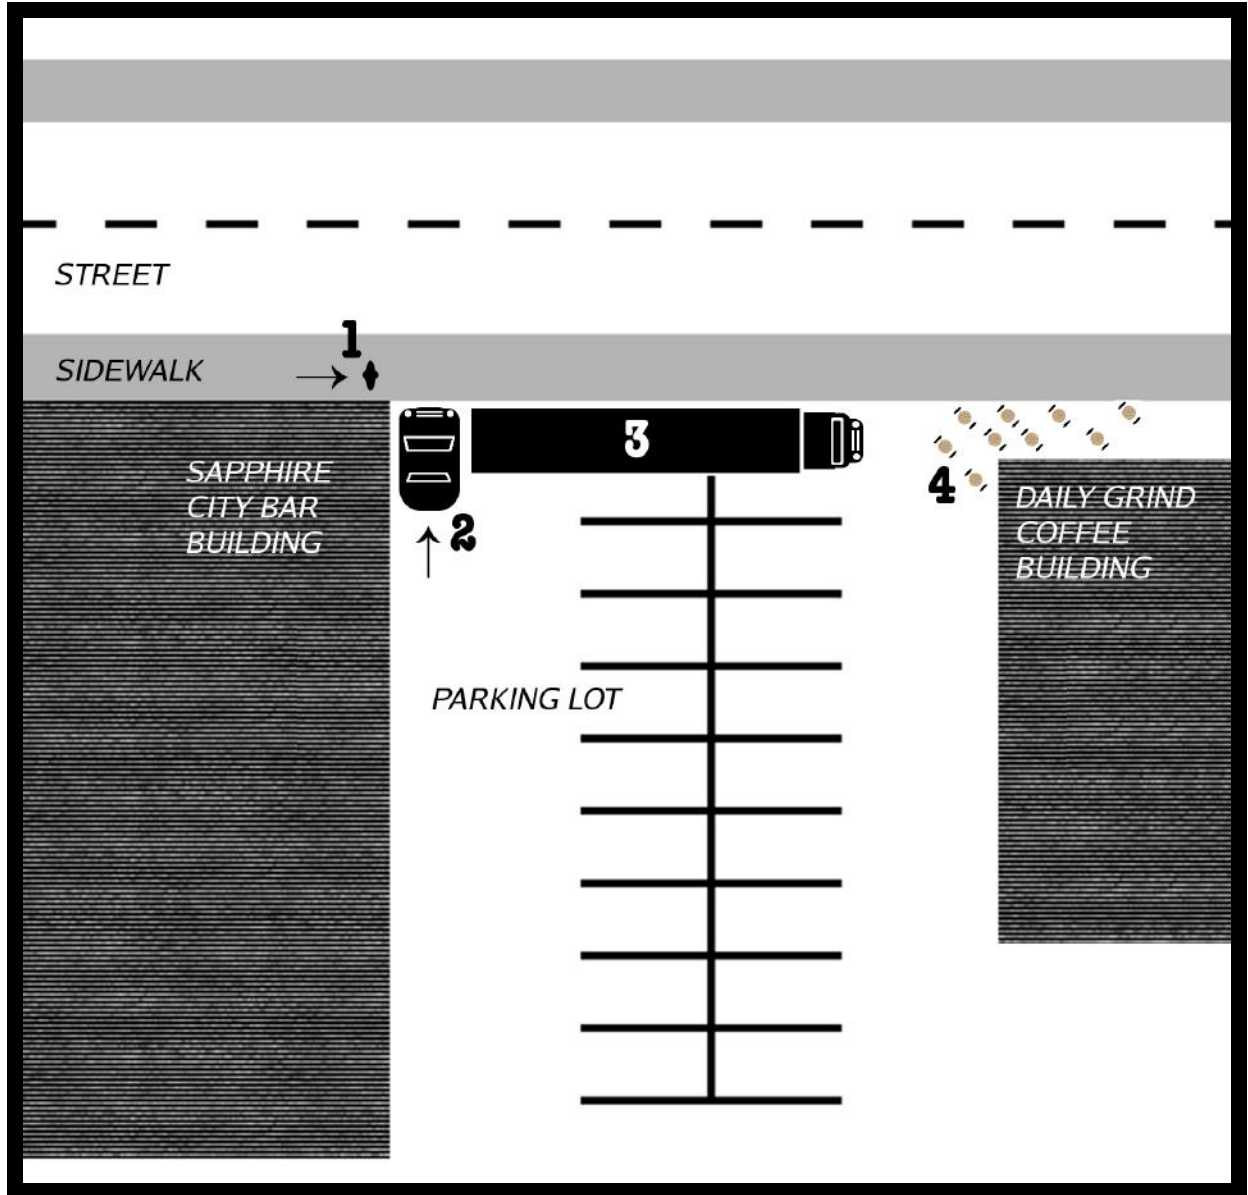 STREET
1
SIDEWALK
3
SAPPHIRE
CITY BAR
BUILDING
4
DAILY GRIND
COFFEE
BUILDING
2
PARKING LOT